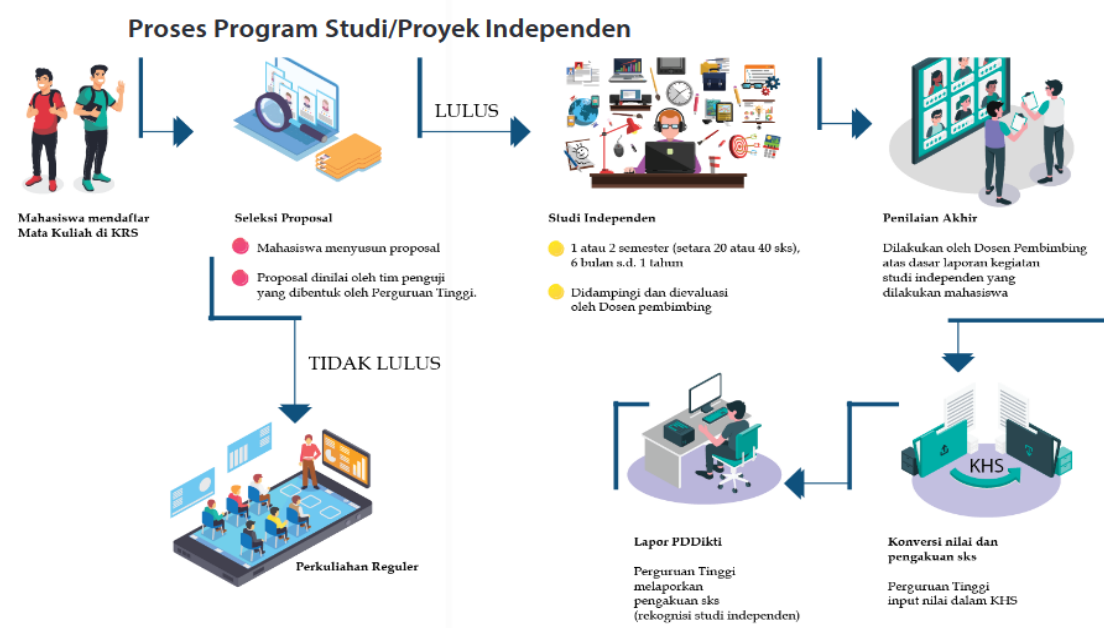 Proses Program Studi/Proyek Independen
Mahasiswa mendaftar
Mata Kuliah di KRS
Seleksi Proposal
Mahasiswa menyusun proposal
Proposal dinilai oleh tim penguji
yang dibentuk oleh Perguruan Tinggi.
LULUS
Studi Independen
1 atau 2 semester (setara 20 atau 40 sks),
6 bulan s.d. 1 tahun
Didampingi dan dievaluasi
oleh Dosen pembimbing
Penilaian Akhir
Dilakukan oleh Dosen Pembimbing
atas dasar laporan kegiatan
studi independen yang
dilakukan mahasiswa
TIDAK LULUS
Perkuliahan Reguler
KHS
Konversi nilai dan
pengakuan sks
Perguruan Tinggi
input nilai dalam KHS
Lapor PDDikti
Perguruan Tinggi
melaporkan
pengakuan sks
(rekognisi studi independen)